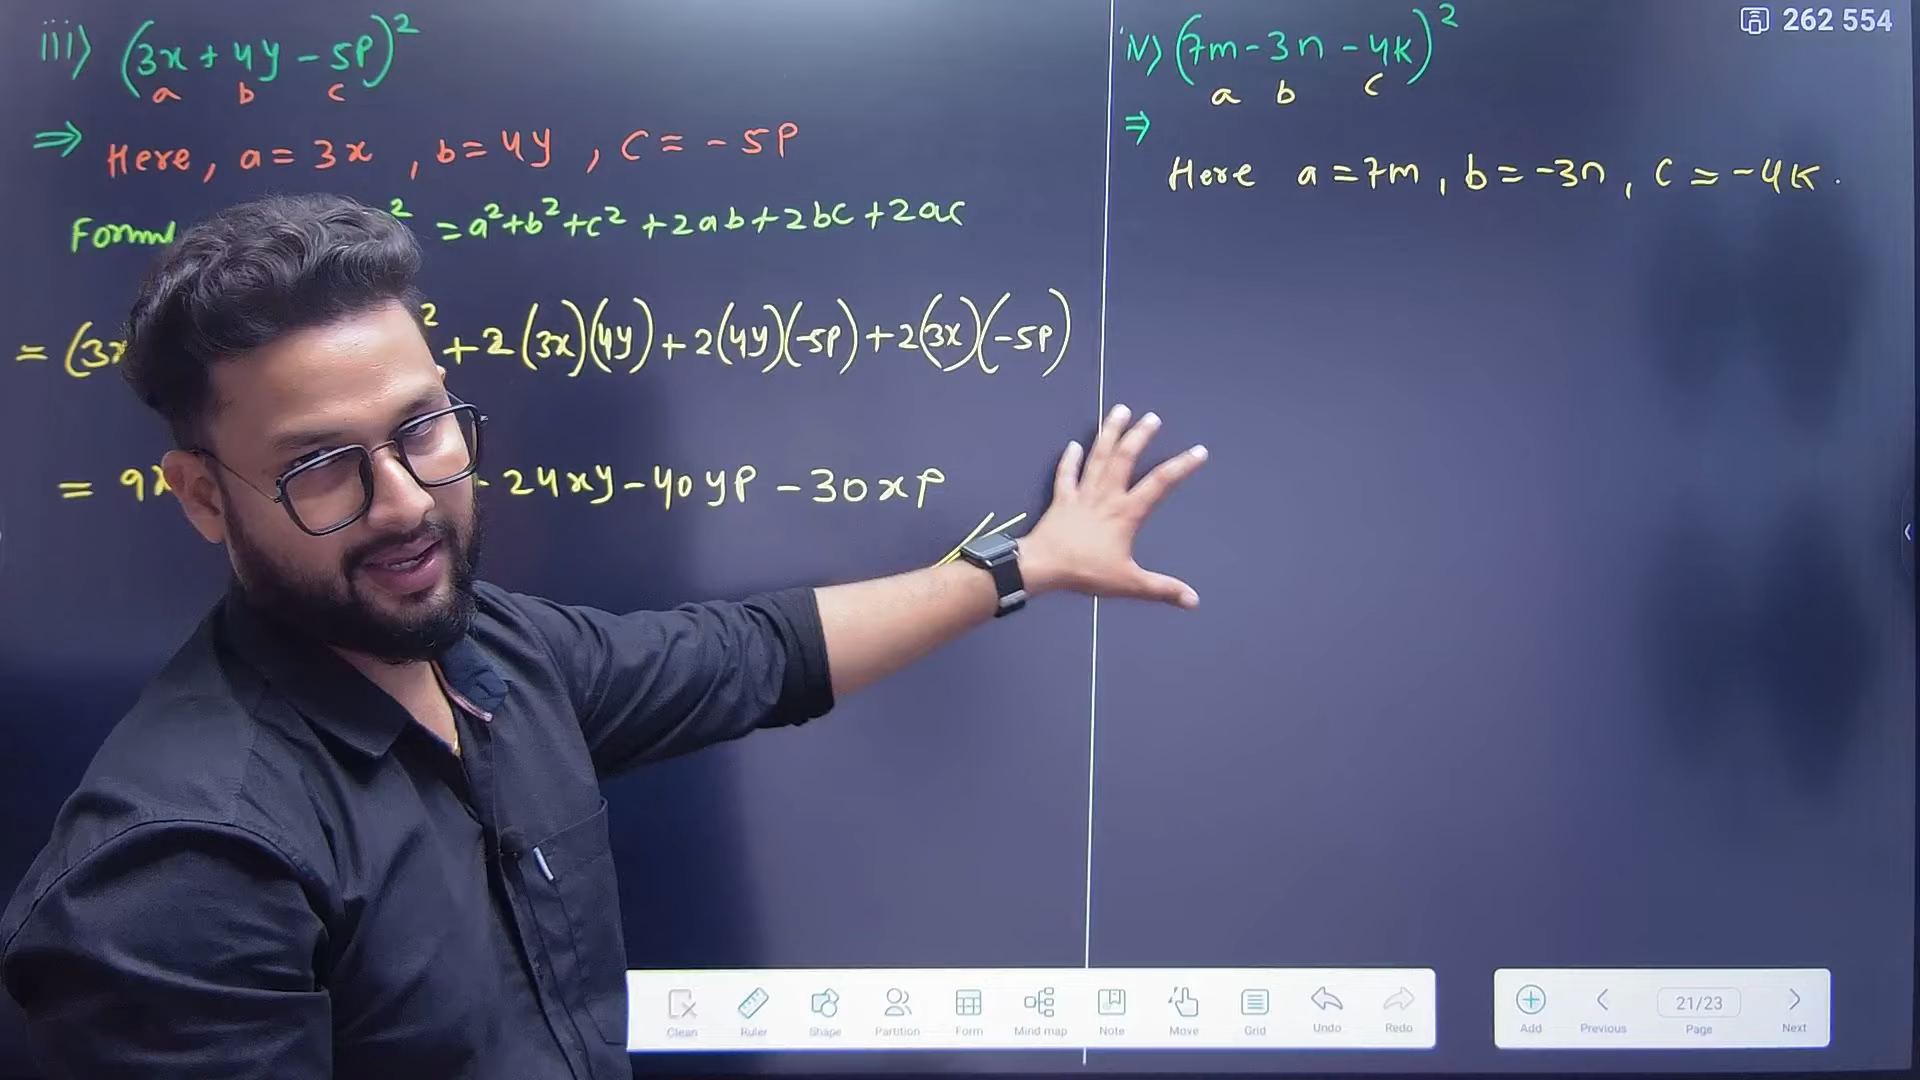 iii) (3x + 4y - 5p)²
a b c
⇒ Here, a = 3x , b = 4y , c = - 5p
² = a² + b² + c² + 2ab + 2bc + 2ac
= (3x ² + 2(3x)(4y) + 2(4y)(-5p) + 2(3x)(-5p)
= 9x 24xy - 40yp - 30xp
iv) (7m - 3n - 4k)²
a b c
⇒
Here a = 7m , b = -3n , c = -4k .
262 554
Clean Ruler Shape Partition Form Mind map Note Move Grid Undo Redo
Add Previous 21/23 Page Next